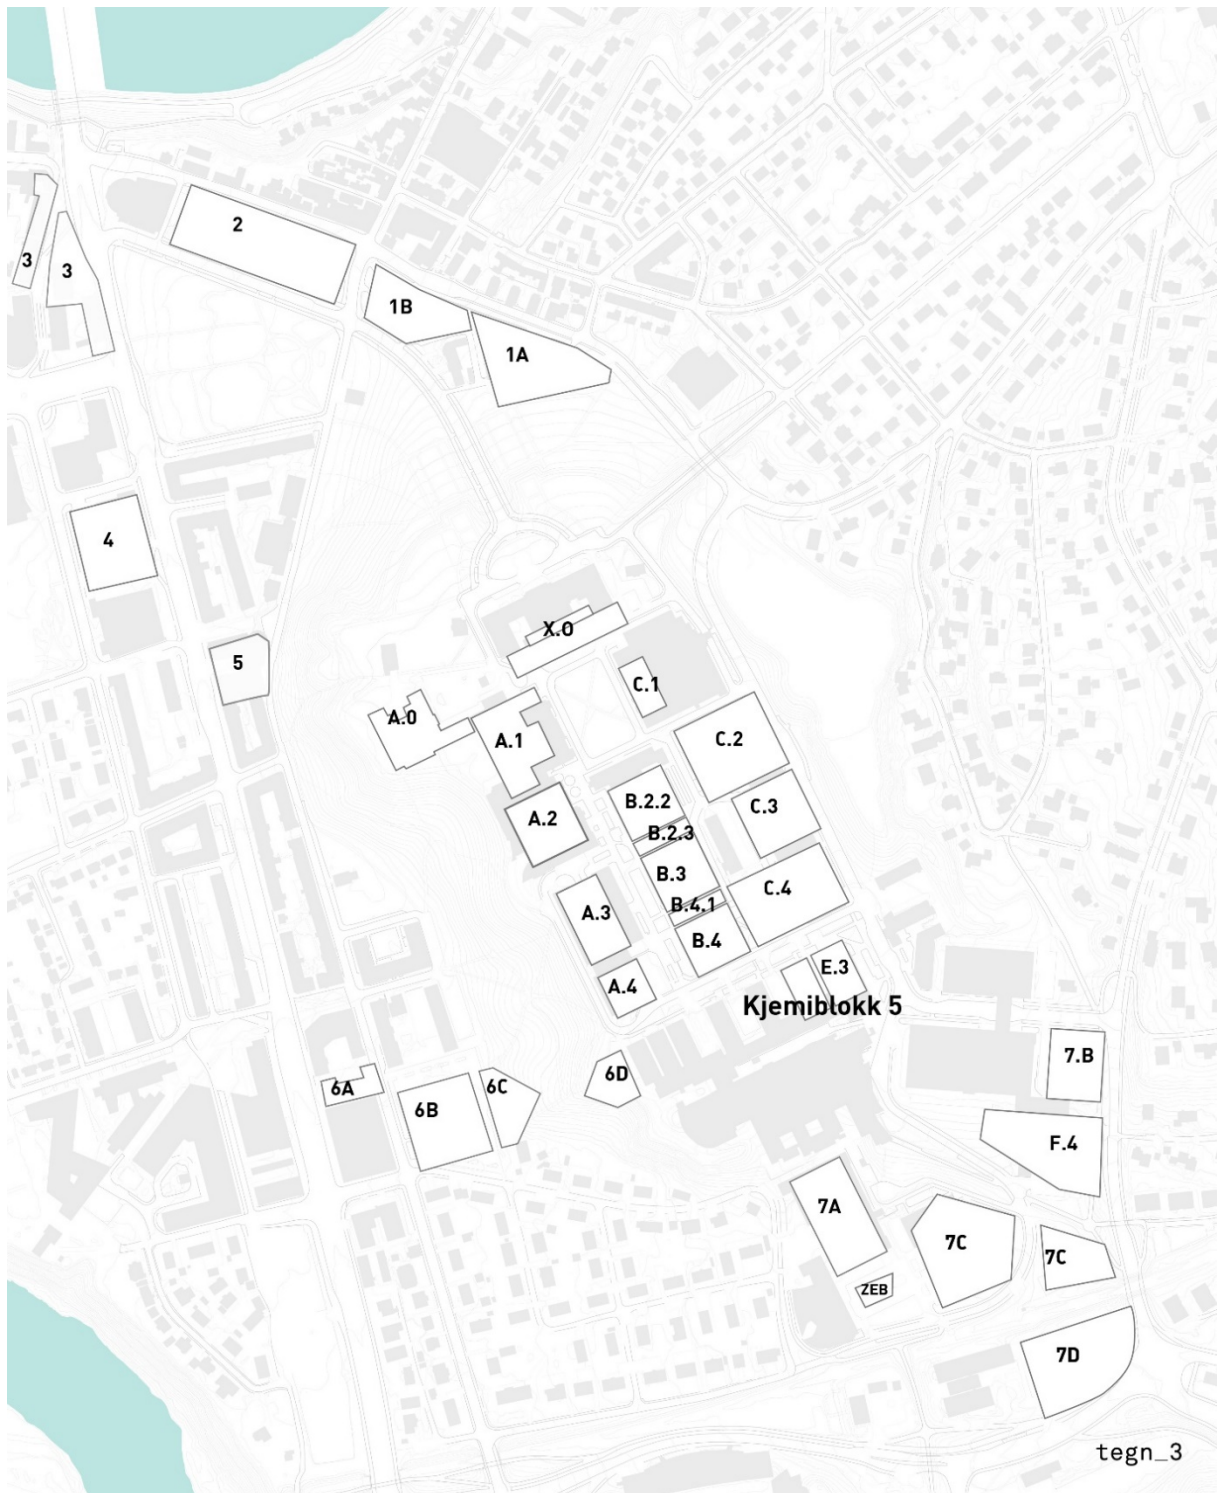 2
3
3
1B
1A
4
5
X.O
C.1
A.0
A.1
C.2
B.2.2
C.3
A.2
B.2.3
B.3
C.4
B.4.1
A.3
B.4
E.3
A.4
Kjemiblokk 5
7.B
6D
6A
6C
6B
F.4
7A
7C
7C
ZEB
7D
tegn_3